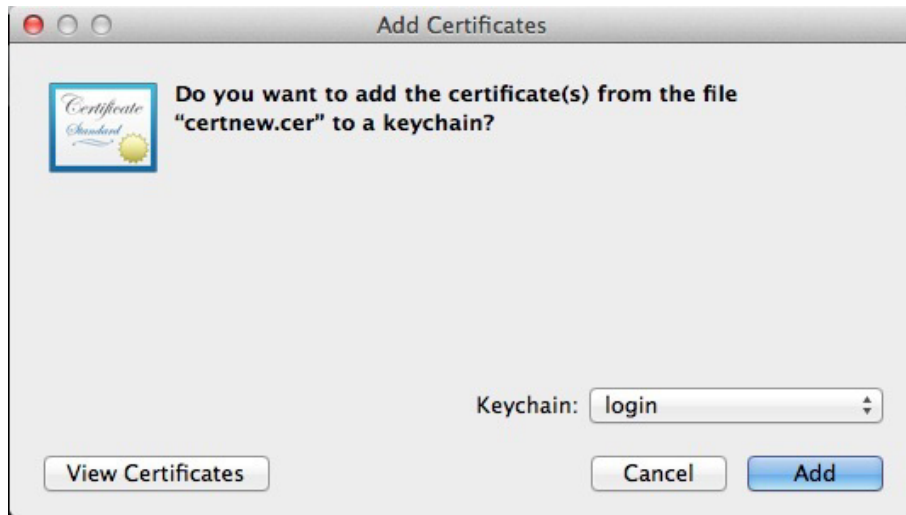 Add Certificates
Certificate
Standard
Do you want to add the certificate(s) from the file
“certnew.cer” to a keychain?
Keychain: login
View Certificates Cancel Add